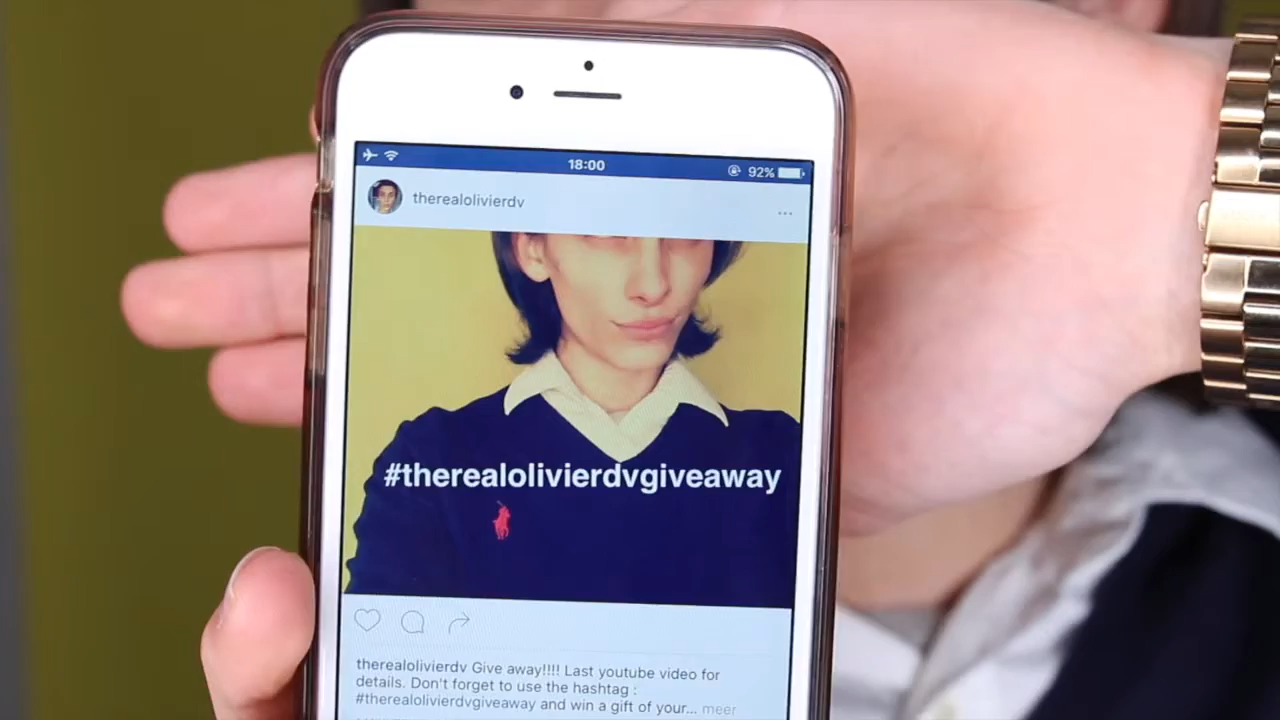 18:00
92%
therealolivierdv
...
#therealolivierdvgiveaway
therealolivierdv Give away!!!! Last youtube video for
details. Don't forget to use the hashtag :
#therealolivierdvgiveaway and win a gift of your... meer